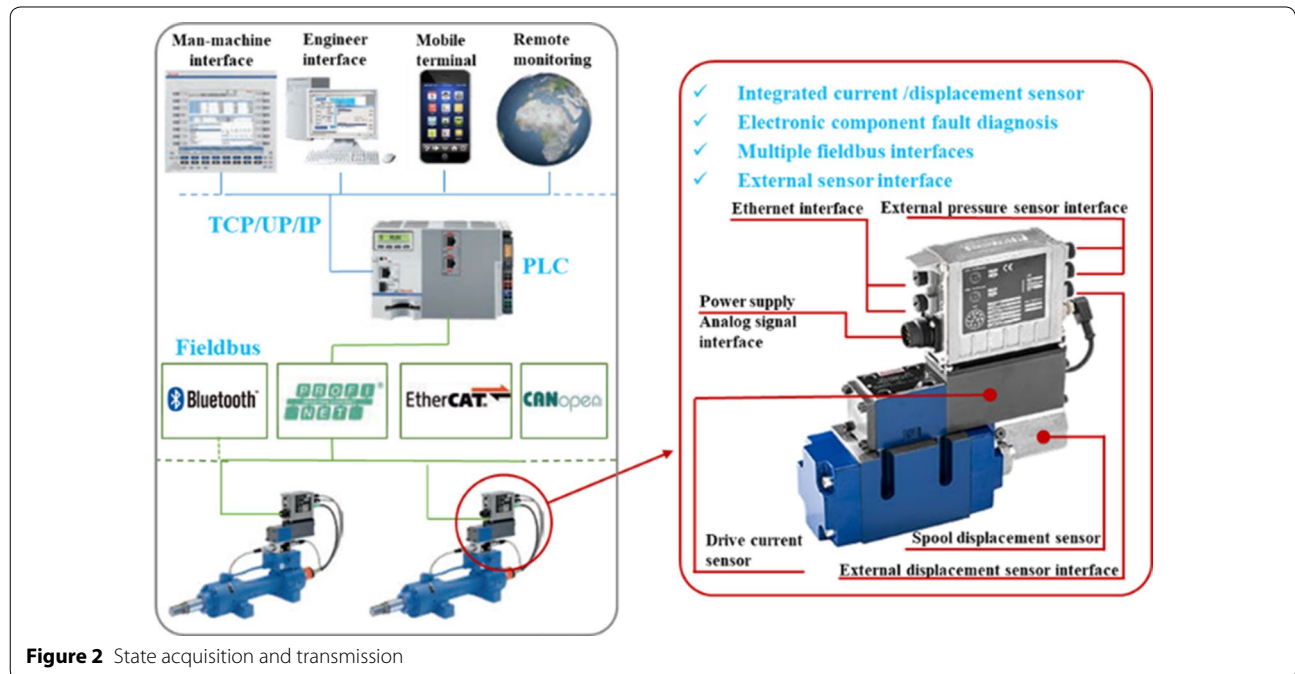 Man-machine
interface
Engineer
interface
Mobile
terminal
Remote
monitoring
TCP/UP/IP
PLC
Fieldbus
Bluetooth™
PROFI®
NET
EtherCAT.
CANopen
✓ Integrated current /displacement sensor
✓ Electronic component fault diagnosis
✓ Multiple fieldbus interfaces
✓ External sensor interface
Ethernet interface
External pressure sensor interface
Power supply
Analog signal
interface
Drive current
sensor
Spool displacement sensor
External displacement sensor interface
Figure 2 State acquisition and transmission